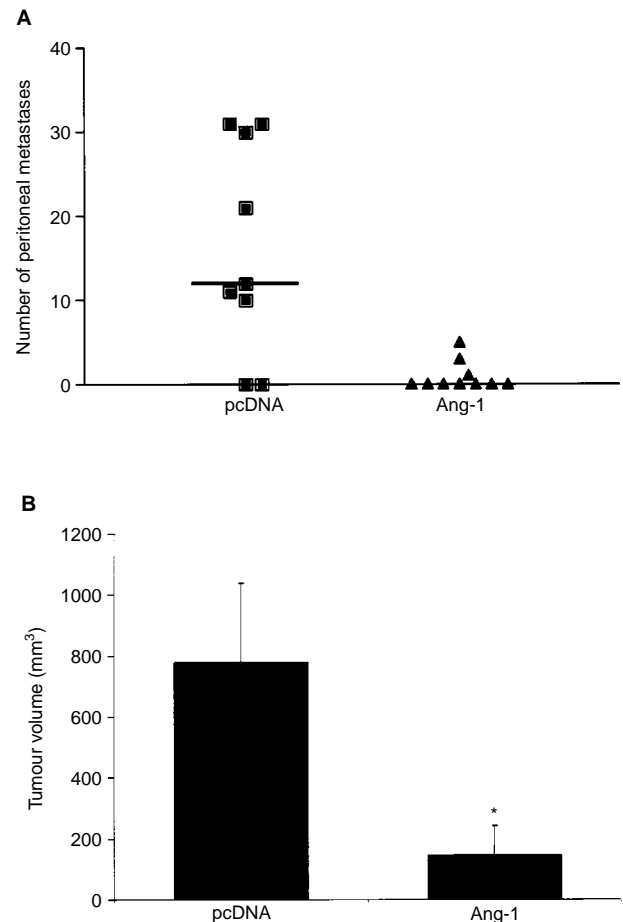 A
Number of peritoneal metastases
40
30
20
10
0
pcDNA
Ang-1
B
Tumour volume (mm³)
1200
1000
800
600
400
200
0
*
pcDNA
Ang-1